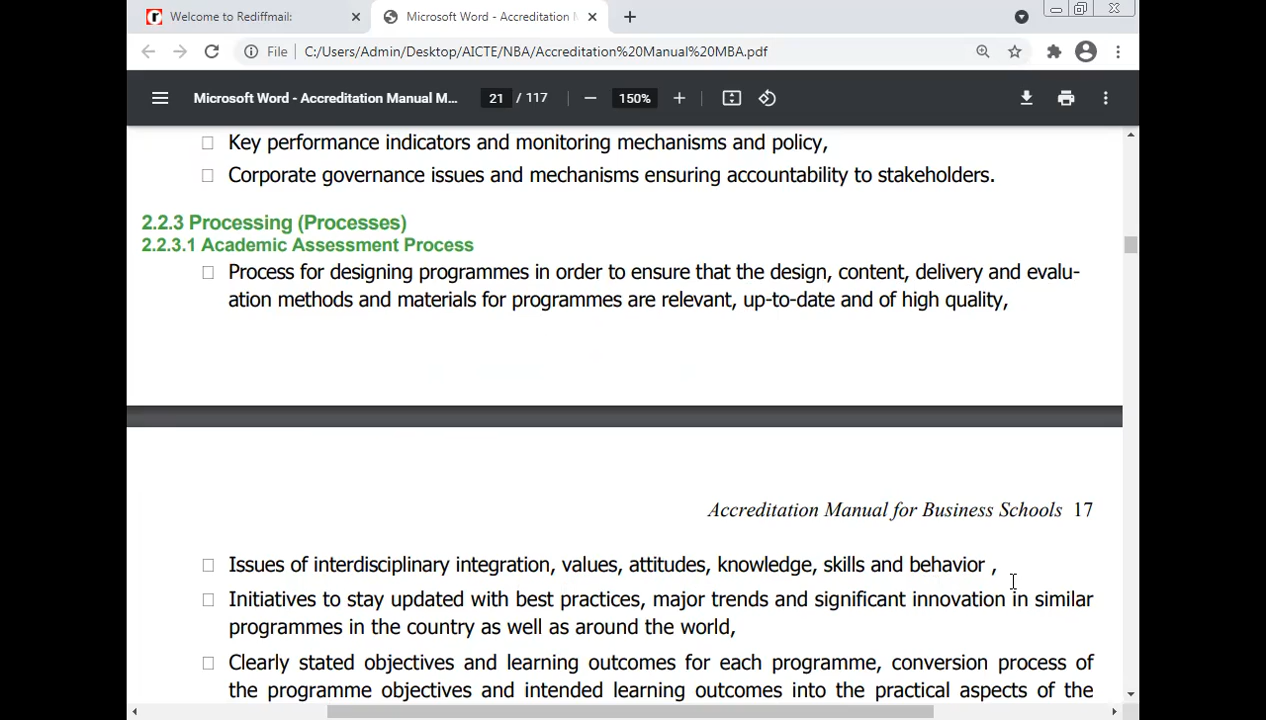 Welcome to Rediffmail:
Microsoft Word - Accreditation M
File C:/Users/Admin/Desktop/AICTE/NBA/Accreditation%20Manual%20MBA.pdf
Microsoft Word - Accreditation Manual M... 21 / 117 150%
Key performance indicators and monitoring mechanisms and policy,
Corporate governance issues and mechanisms ensuring accountability to stakeholders.
2.2.3 Processing (Processes)
2.2.3.1 Academic Assessment Process
Process for designing programmes in order to ensure that the design, content, delivery and evalu-
ation methods and materials for programmes are relevant, up-to-date and of high quality,
Accreditation Manual for Business Schools 17
Issues of interdisciplinary integration, values, attitudes, knowledge, skills and behavior ,
Initiatives to stay updated with best practices, major trends and significant innovation in similar
programmes in the country as well as around the world,
Clearly stated objectives and learning outcomes for each programme, conversion process of
the programme objectives and intended learning outcomes into the practical aspects of the